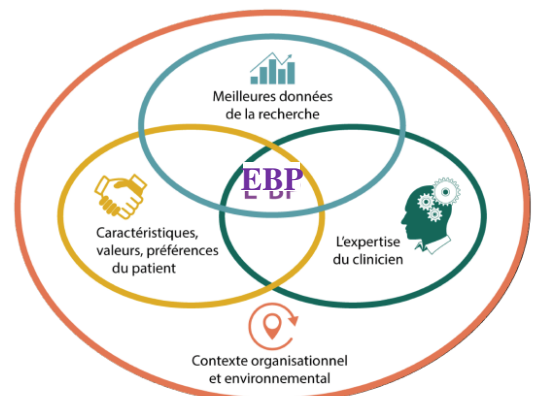 Meilleures données
de la recherche
EBP
Caractéristiques,
valeurs, préférences
du patient
L'expertise
du clinicien
Contexte organisationnel
et environnemental